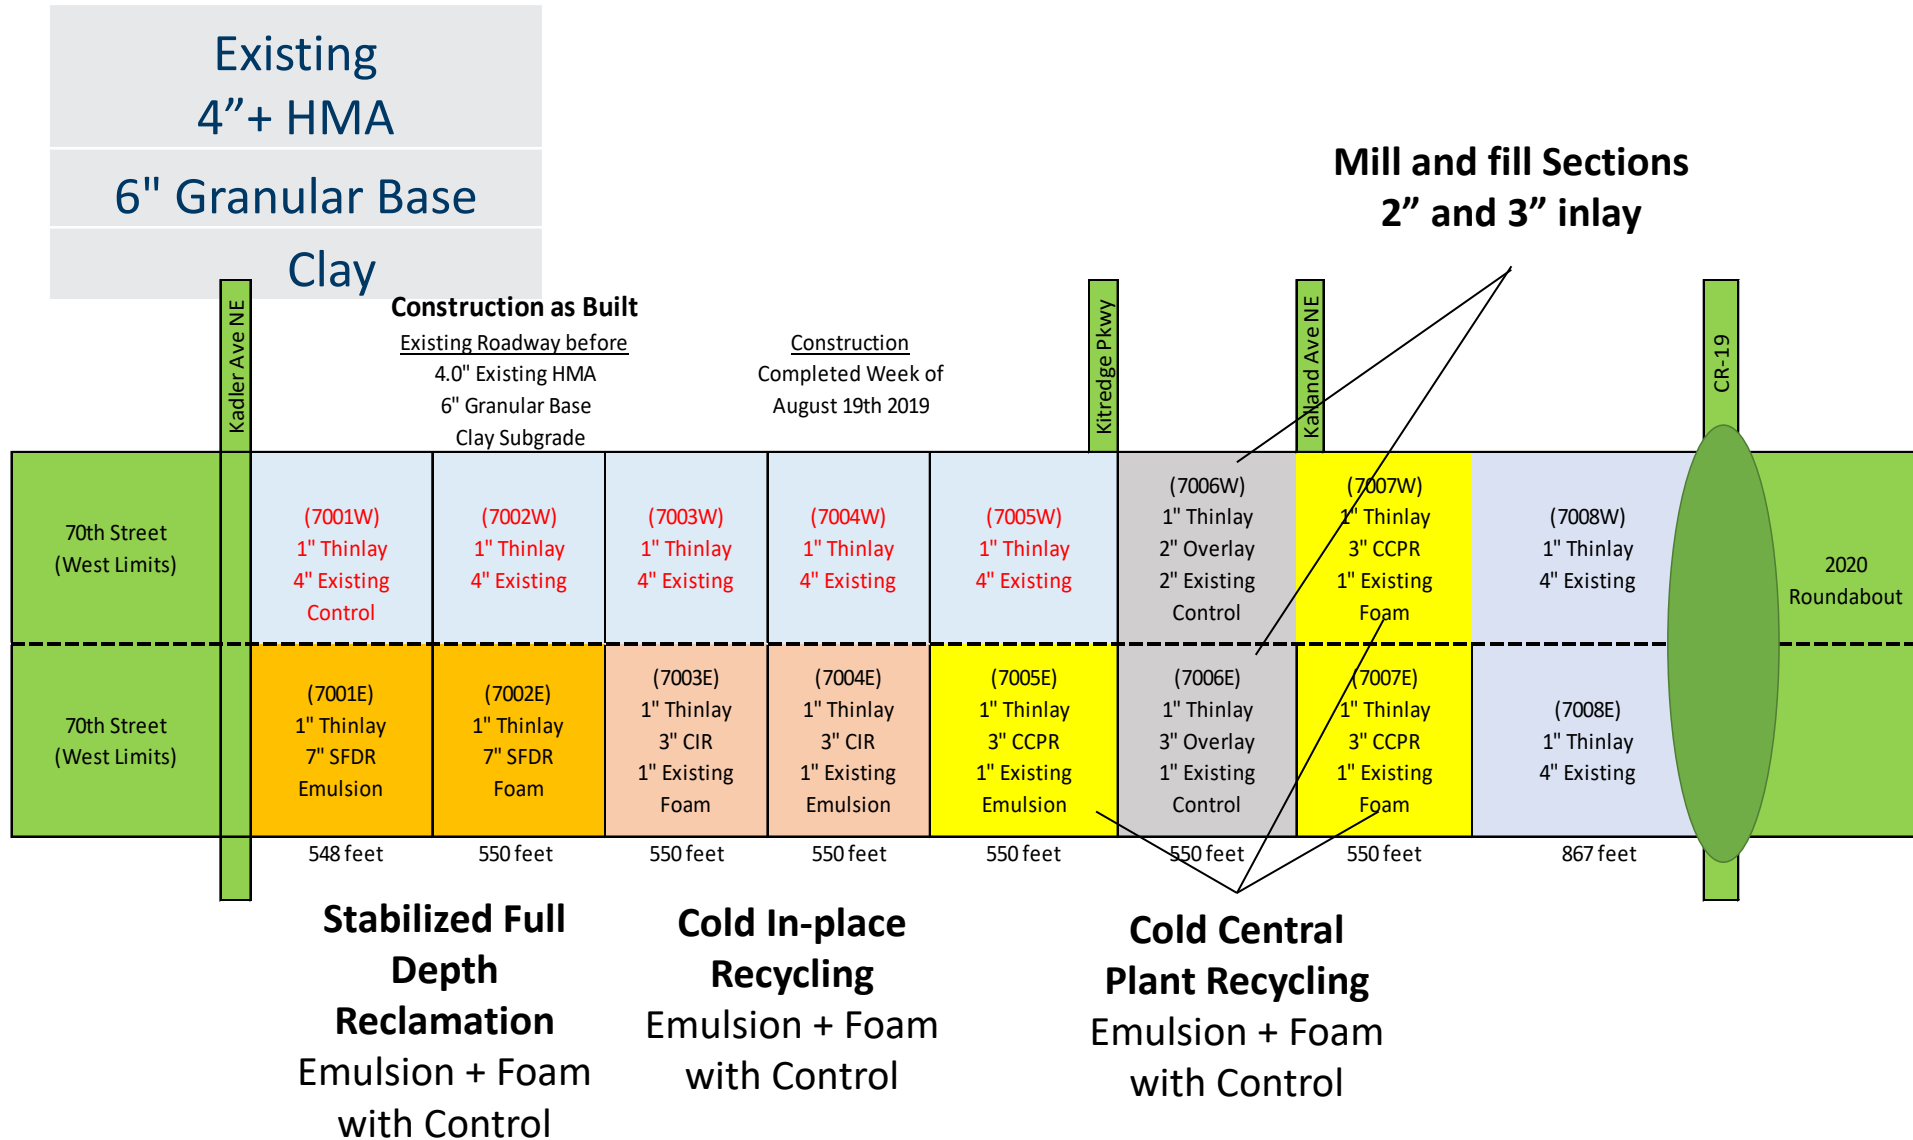 Existing
4”+ HMA
6" Granular Base
Clay
Mill and fill Sections
2” and 3” inlay
Construction as Built
Existing Roadway before
4.0" Existing HMA
6" Granular Base
Clay Subgrade
Construction
Completed Week of
August 19th 2019
Kadler Ave NE
Kitredge Pkwy
Kalland Ave NE
CR-19
70th Street
(West Limits)
(7001W)
1" Thinlay
4" Existing
Control
(7002W)
1" Thinlay
4" Existing
(7003W)
1" Thinlay
4" Existing
(7004W)
1" Thinlay
4" Existing
(7005W)
1" Thinlay
4" Existing
(7006W)
1" Thinlay
2" Overlay
2" Existing
Control
(7007W)
1" Thinlay
3" CCPR
1" Existing
Foam
(7008W)
1" Thinlay
4" Existing
2020
Roundabout
70th Street
(West Limits)
(7001E)
1" Thinlay
7" SFDR
Emulsion
(7002E)
1" Thinlay
7" SFDR
Foam
(7003E)
1" Thinlay
3" CIR
1" Existing
Foam
(7004E)
1" Thinlay
3" CIR
1" Existing
Emulsion
(7005E)
1" Thinlay
3" CCPR
1" Existing
Emulsion
(7006E)
1" Thinlay
3" Overlay
1" Existing
Control
(7007E)
1" Thinlay
3" CCPR
1" Existing
Foam
(7008E)
1" Thinlay
4" Existing
548 feet
550 feet
550 feet
550 feet
550 feet
550 feet
550 feet
867 feet
Stabilized Full
Depth
Reclamation
Emulsion + Foam
with Control
Cold In-place
Recycling
Emulsion + Foam
with Control
Cold Central
Plant Recycling
Emulsion + Foam
with Control